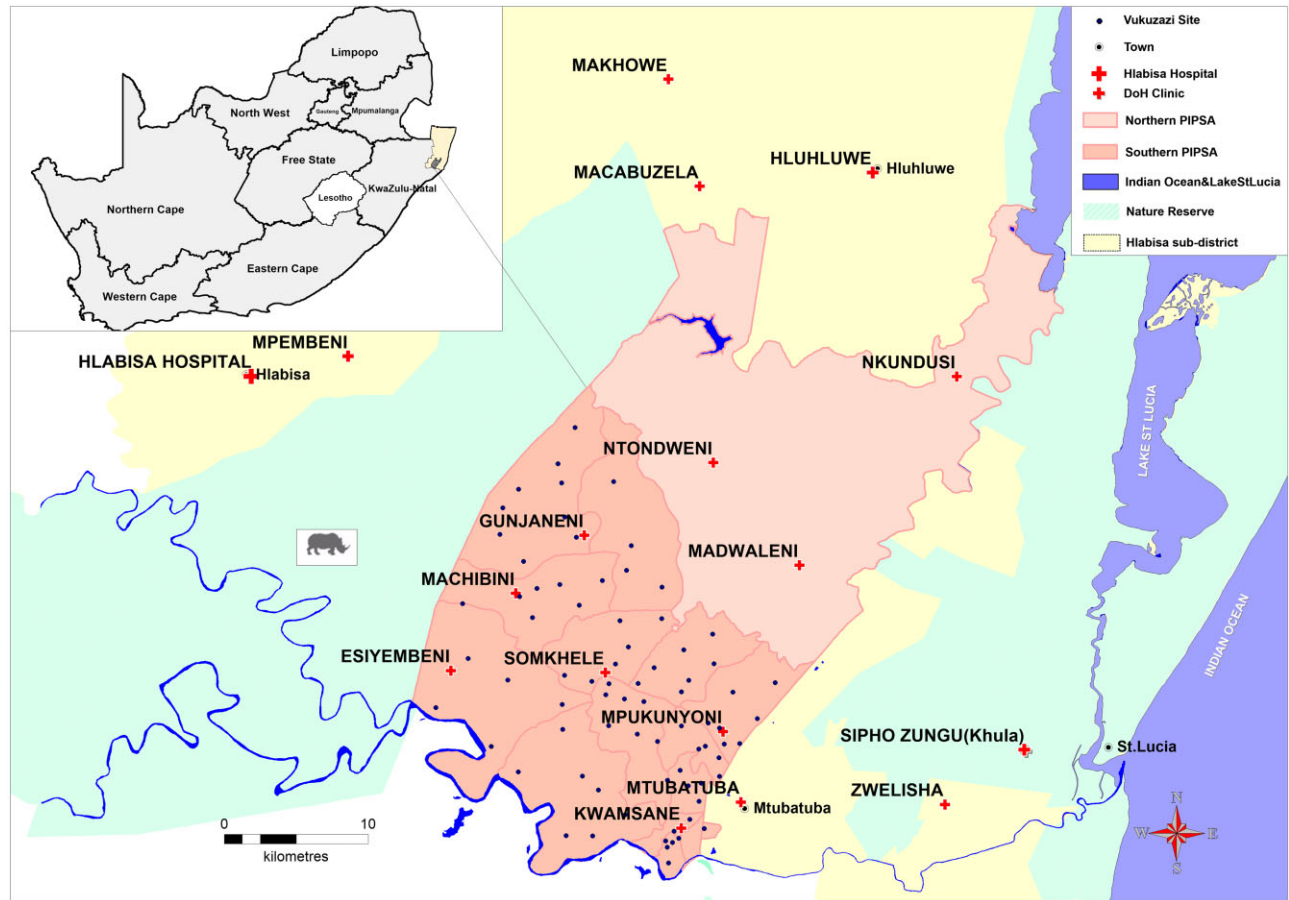 Limpopo
North West
Gauteng
Mpumalanga
Free State
KwaZulu-Natal
Lesotho
Northern Cape
Eastern Cape
Western Cape
Vukuzazi Site
Town
Hlabisa Hospital
DoH Clinic
Northern PIPSA
Southern PIPSA
Indian Ocean&LakeStLucia
Nature Reserve
Hlabisa sub-district
MAKHOWE
HLUHLUWE
Hluhluwe
MACABUZELA
MPEMBENI
HLABISA HOSPITAL
Hlabisa
NKUNDUSI
LAKE ST LUCIA
NTONDWENI
GUNJANENI
MADWALENI
MACHIBINI
INDIAN OCEAN
ESIYEMBENI
SOMKHELE
MPUKUNYONI
SIPHO ZUNGU(Khula)
St.Lucia
MTUBATUBA
Mtubatuba
ZWELISHA
KWAMSANE
0 10
kilometres
N
W E
S